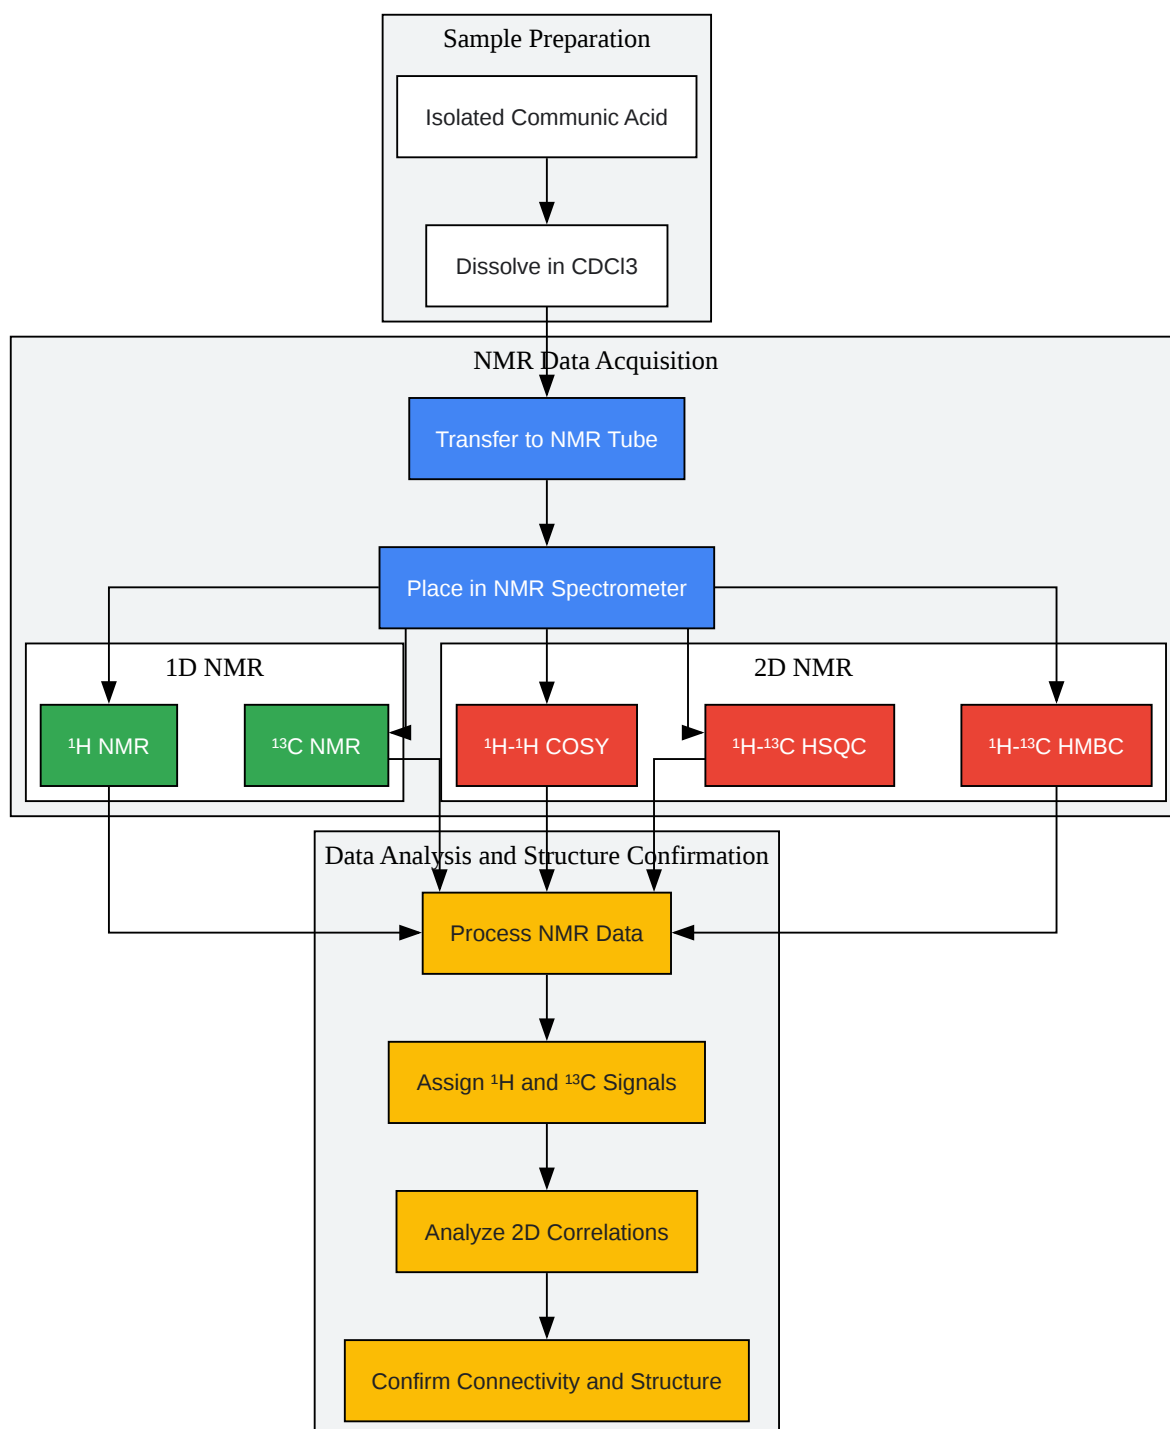 Sample Preparation
Isolated Communic Acid
Dissolve in CDCl3
NMR Data Acquisition
Transfer to NMR Tube
Place in NMR Spectrometer
1D NMR
2D NMR
¹H NMR
¹³C NMR
¹H-¹H COSY
¹H-¹³C HSQC
¹H-¹³C HMBC
Data Analysis and Structure Confirmation
Process NMR Data
Assign ¹H and ¹³C Signals
Analyze 2D Correlations
Confirm Connectivity and Structure